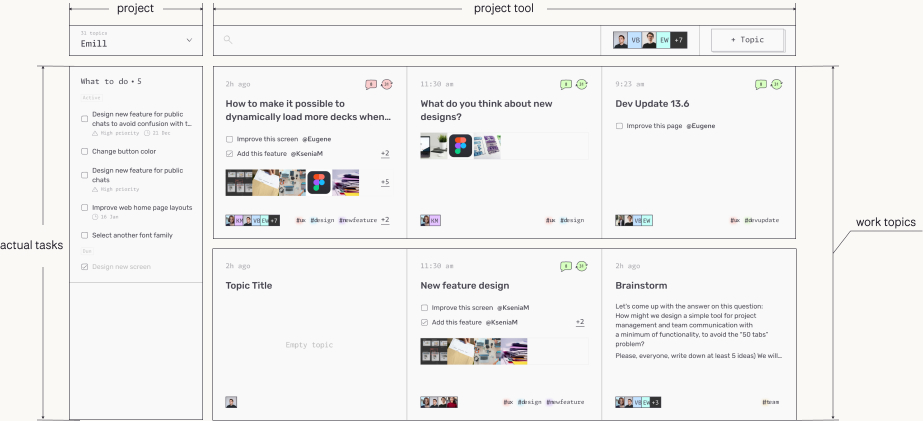 project
project tool
12 topics
Emill
VB
EW
+7
+ Topic
What to do • 5
Active
Design new feature for public
chats to avoid confusion with t...
High priority
21 Dec
Change button color
Design new feature for public
chats
High priority
Improve web home page layouts
16 Jan
Select another font family
Design new screen
actual tasks
work topics
2h ago
How to make it possible to
dynamically load more decks when...
Improve this screen @Eugene
Add this feature @KseniaM
+2
+5
KM
VB
EW
+7
#ux #design #newfeature +2
11:30 am
What do you think about new
designs?
KM
#ux #design
9:23 am
Dev Update 13.6
Improve this page @Eugene
VB
EW
#ux #devupdate
2h ago
Topic Title
Empty topic
11:30 am
New feature design
Improve this screen @KseniaM
Add this feature @KseniaM
+2
#ux #design #newfeature
2h ago
Brainstorm
Let's come up with the answer on this question:
How might we design a simple tool for project
management and team communication with
a minimum of functionality, to avoid the "50 tabs"
problem?
Please, everyone, write down at least 5 ideas) We will...
VB
EW
+3
#team